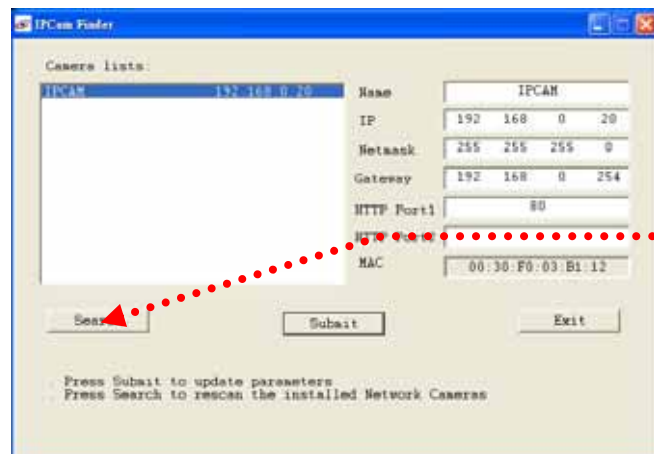 IPCam Finder
Camera lists:
IPCAM 192.168.0.20
Name IPCAM
IP 192 168 0 20
Netmask 255 255 255 0
Gateway 192 168 0 254
HTTP Port1 80
HTTP
MAC 00:30:F0:03:B1:12
Submit
Exit
Press Submit to update parameters
Press Search to rescan the installed Network Cameras